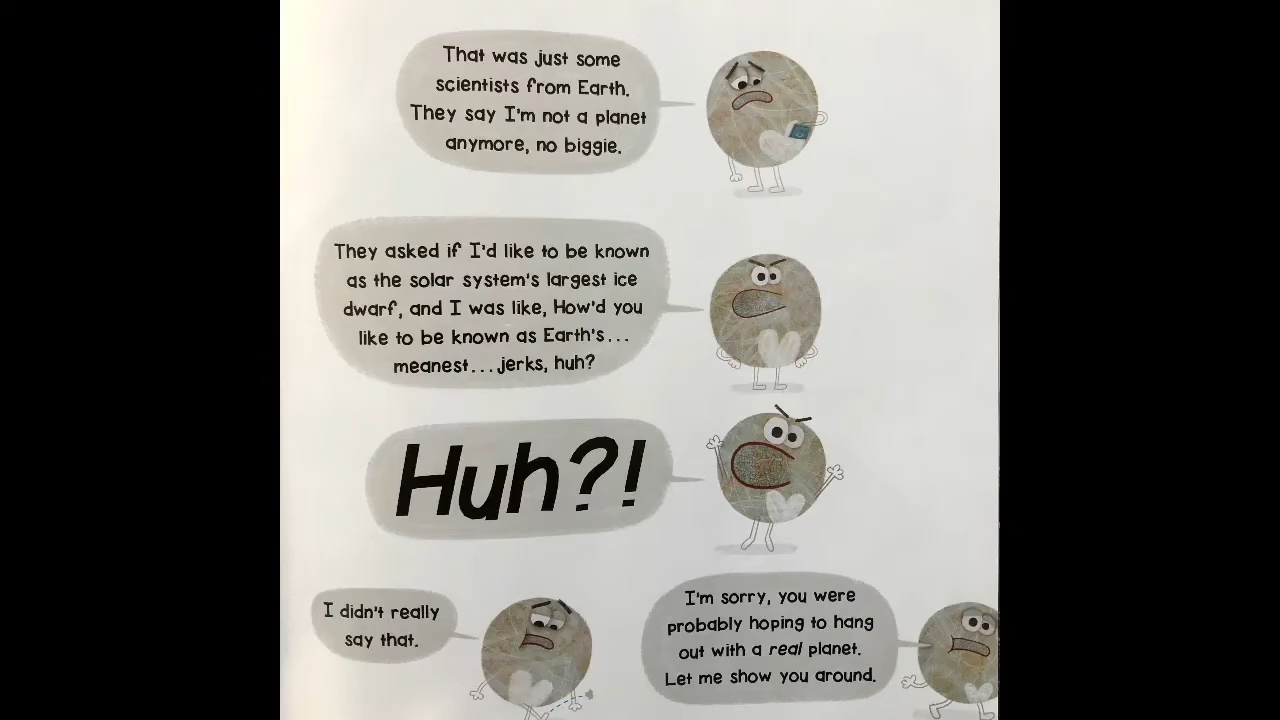 That was just some
scientists from Earth.
They say I'm not a planet
anymore, no biggie.
They asked if I'd like to be known
as the solar system's largest ice
dwarf, and I was like, How'd you
like to be known as Earth's...
meanest...jerks, huh?
Huh?!
I didn't really
say that.
I'm sorry, you were
probably hoping to hang
out with a real planet.
Let me show you around.